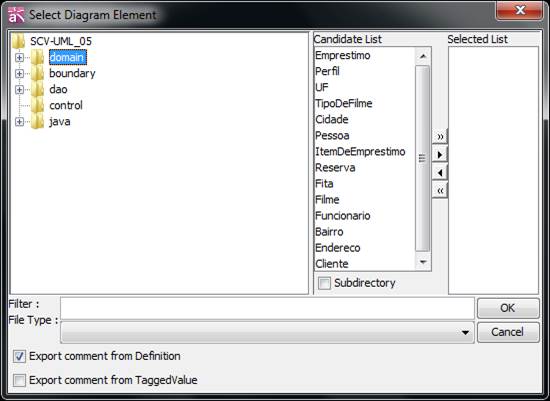 Select Diagram Element
SCV-UML_05
domain
boundary
dao
control
java
Candidate List
Emprestimo
Perfil
UF
TipoDeFilme
Cidade
Pessoa
ItemDeEmprestimo
Reserva
Fita
Filme
Funcionario
Bairro
Endereco
Cliente
Subdirectory
Selected List
Filter :
File Type :
OK
Cancel
Export comment from Definition
Export comment from TaggedValue